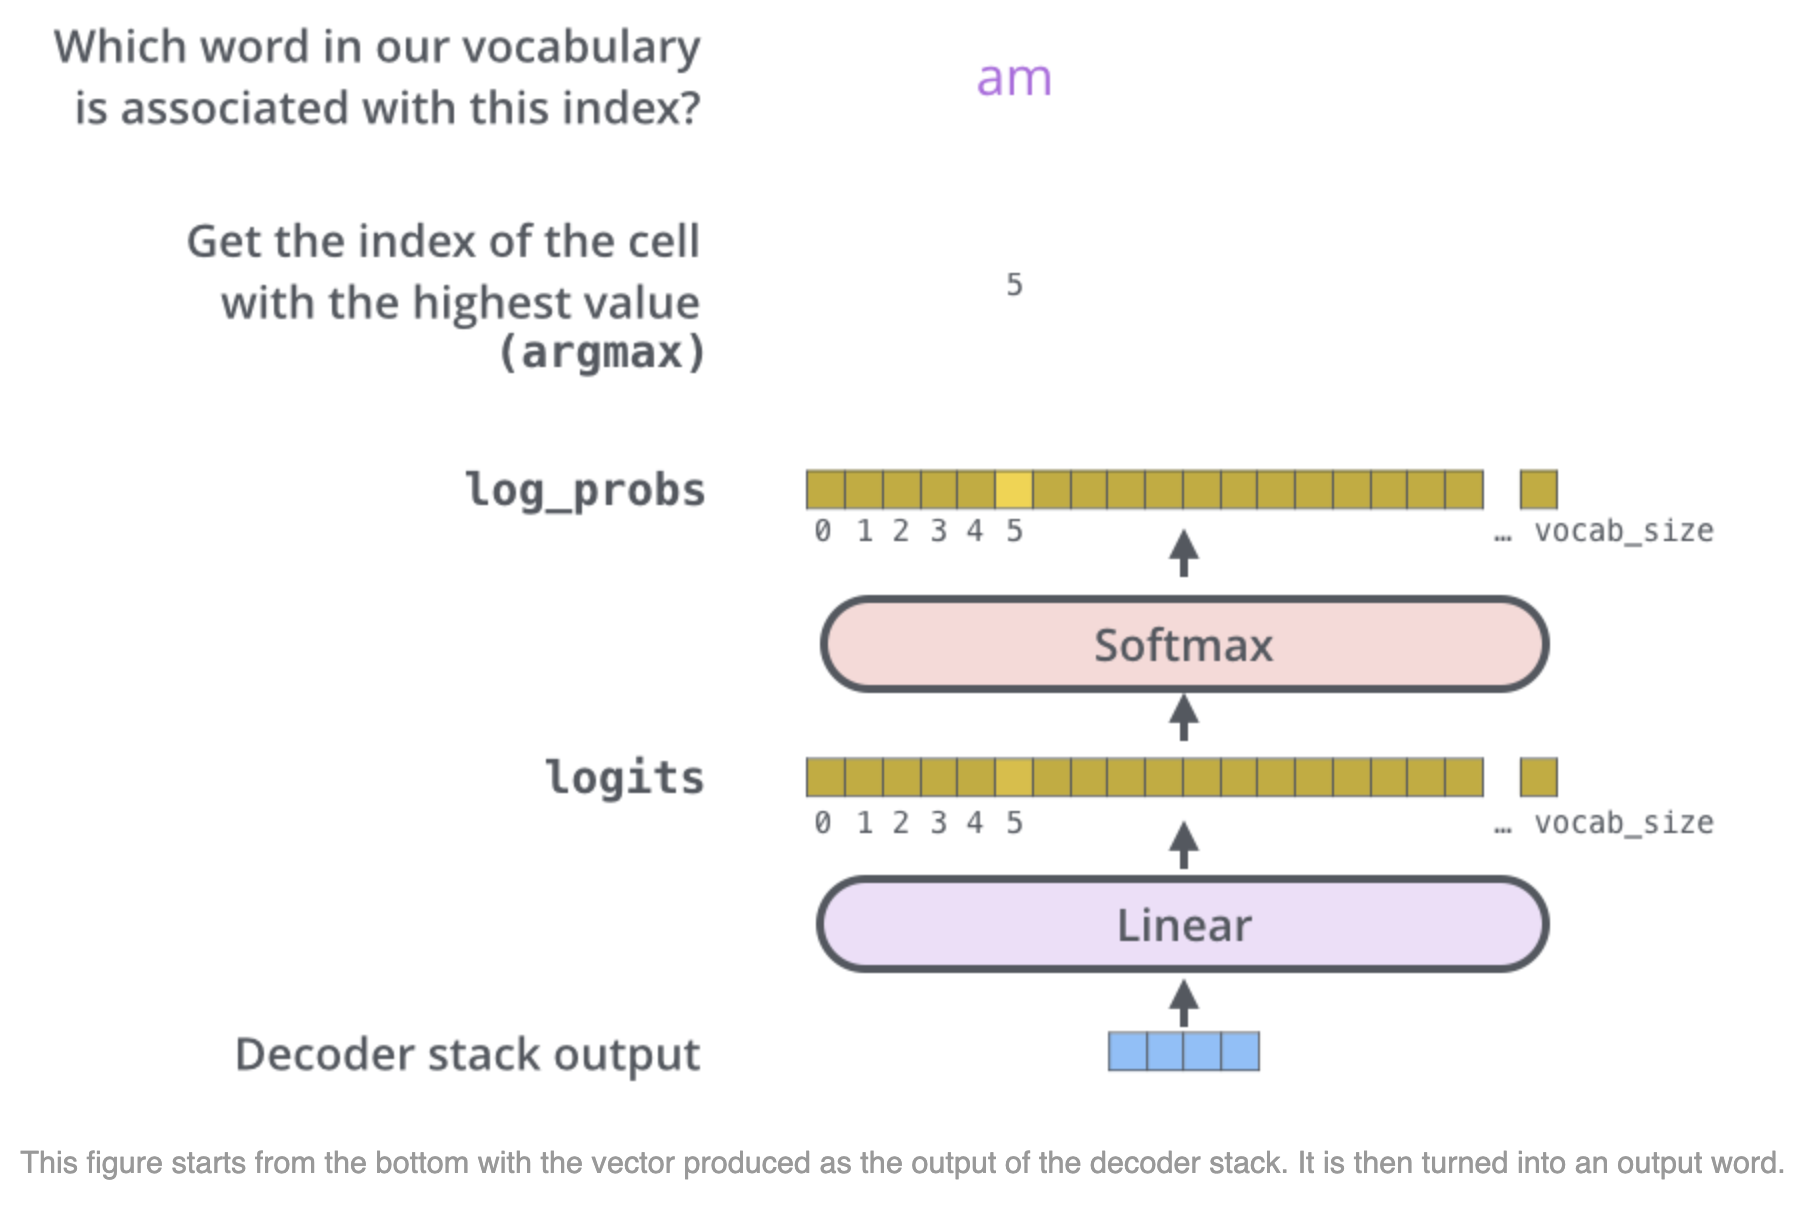 Which word in our vocabulary
is associated with this index?
am
Get the index of the cell
with the highest value
(argmax)
5
log_probs
0 1 2 3 4 5 … vocab_size
Softmax
logits
0 1 2 3 4 5 … vocab_size
Linear
Decoder stack output
This figure starts from the bottom with the vector produced as the output of the decoder stack. It is then turned into an output word.